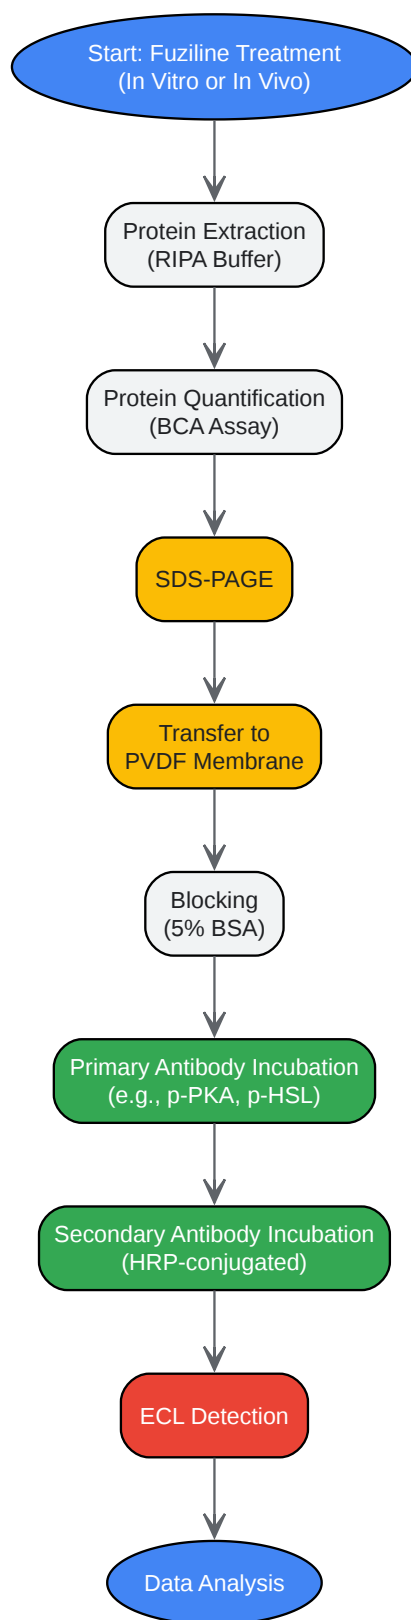 Start: Fuziline Treatment
(In Vitro or In Vivo)
Protein Extraction
(RIPA Buffer)
Protein Quantification
(BCA Assay)
SDS-PAGE
Transfer to
PVDF Membrane
Blocking
(5% BSA)
Primary Antibody Incubation
(e.g., p-PKA, p-HSL)
Secondary Antibody Incubation
(HRP-conjugated)
ECL Detection
Data Analysis